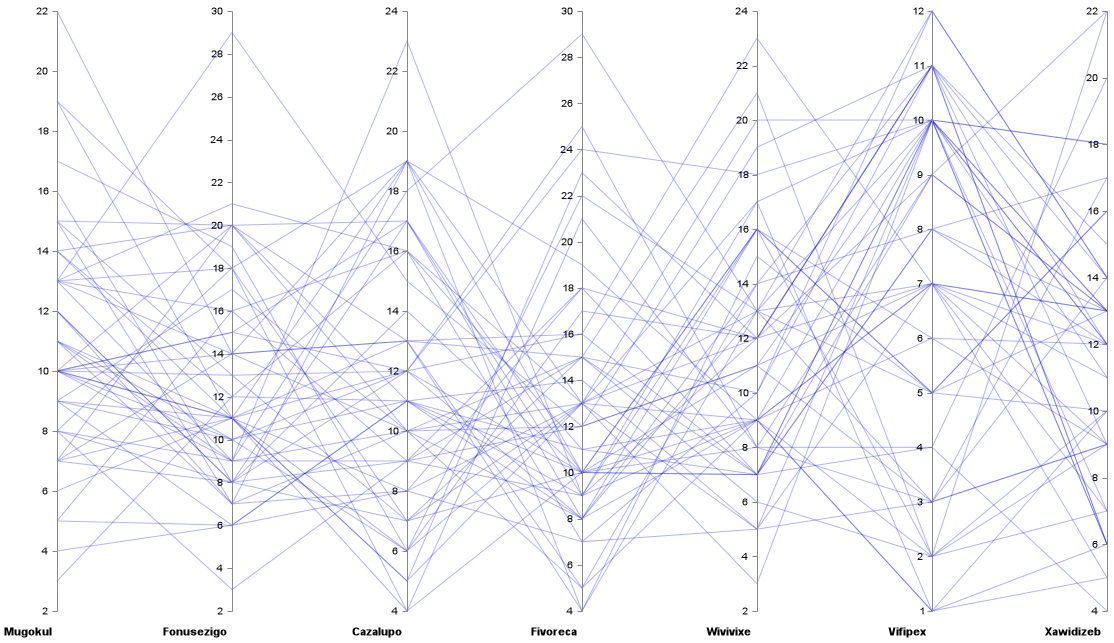 22 30 24 30 24 12 22
28 11
20 22 28 22 20
26 26
18 24 20 24 20 10 18
22 22
16 18 18 9 16
20 20
14 18 16 18 16 8 14
16 16 14
12 14 14 7 12
14 12 14 12 6
10 12 10 12 10 5 10
8 10 10 8 4 8
8 8 8
6 6 6 6 3 6
4 4 6 4 2
2 2 4 4 2 1 4
Mugokul Fonusezigo Cazalupo Fivoreca Wivivixe Vifipex Xawidizeb